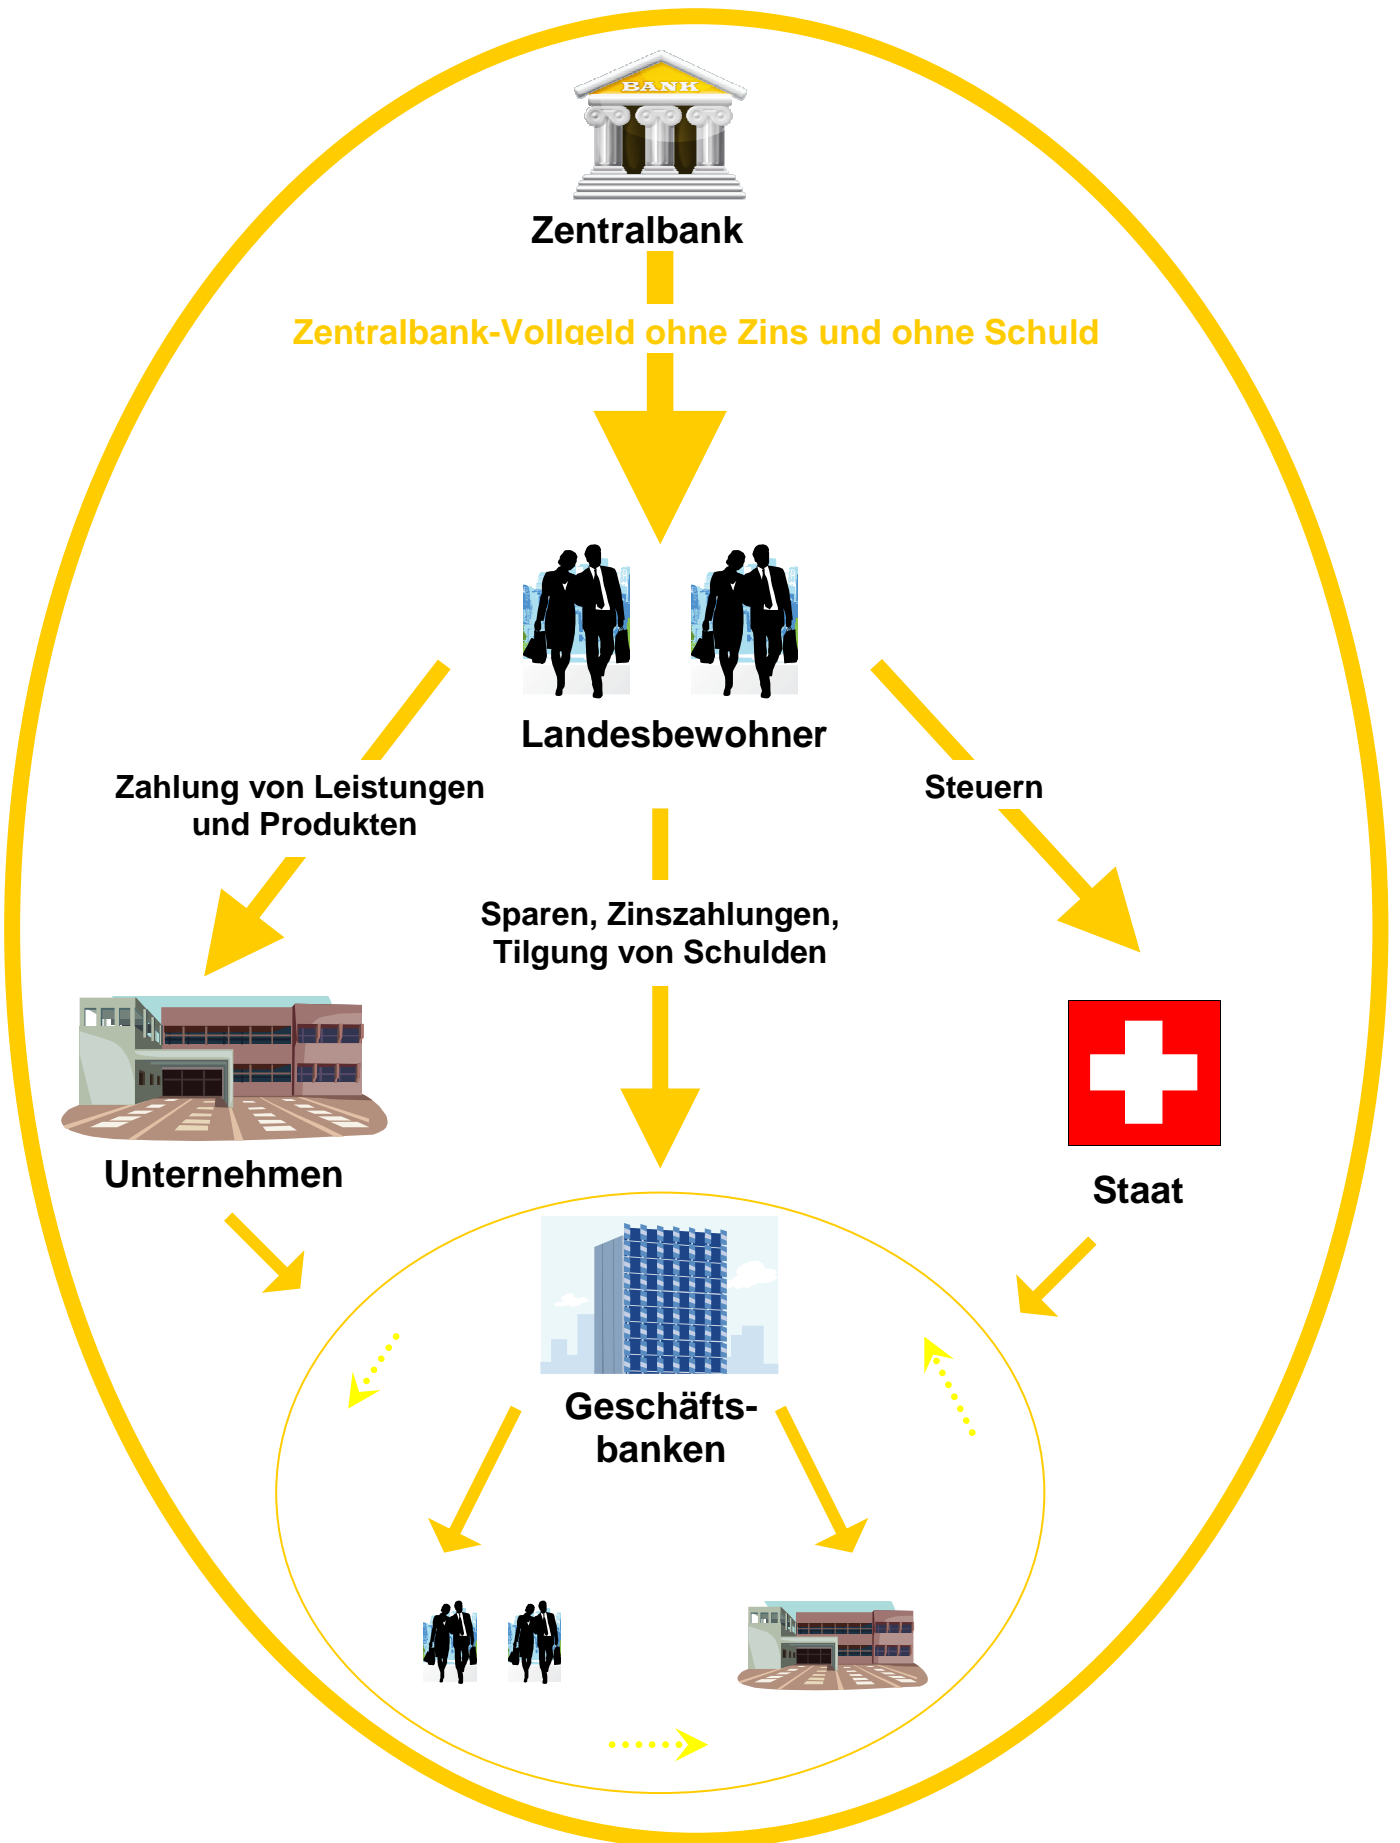 BANK
Zentralbank
Zentralbank-Vollgeld ohne Zins und ohne Schuld
Landesbewohner
Zahlung von Leistungen
und Produkten
Steuern
Sparen, Zinszahlungen,
Tilgung von Schulden
Unternehmen
Staat
Geschäfts-
banken